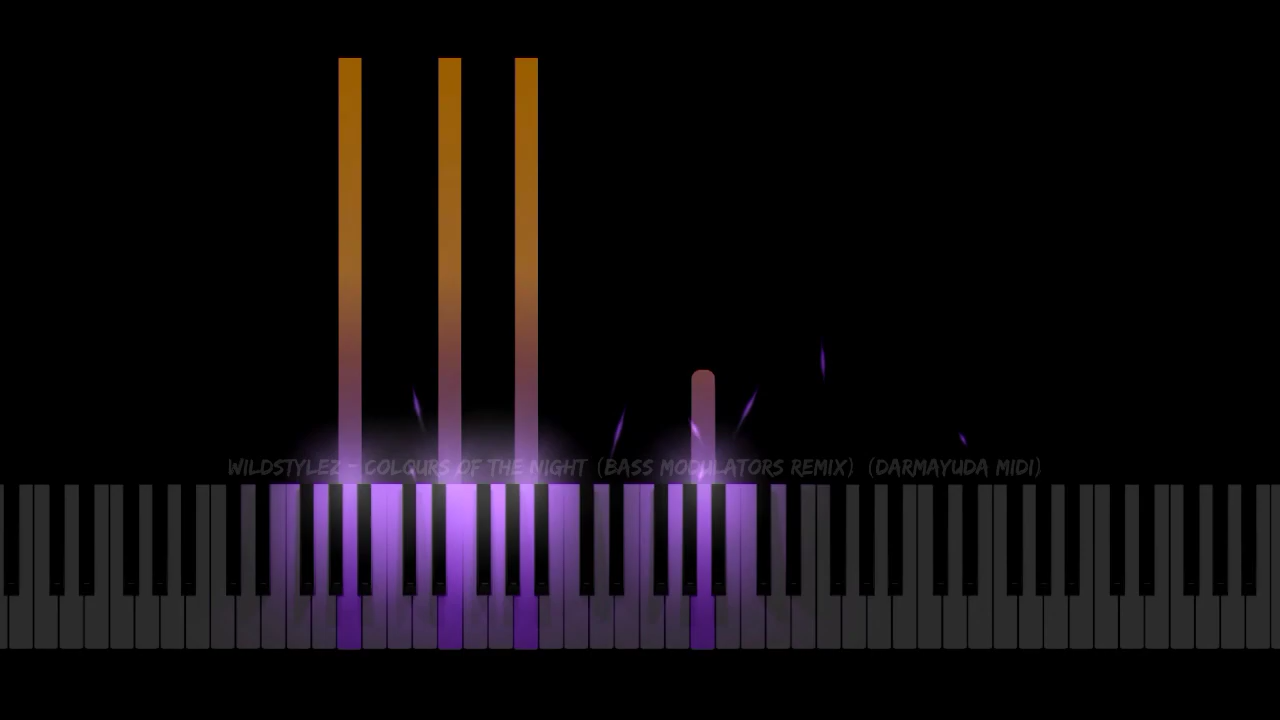 WILDSTYLEZ - COLOURS OF THE NIGHT (BASS MODULATORS REMIX) (DARMAYUDA MIDI)